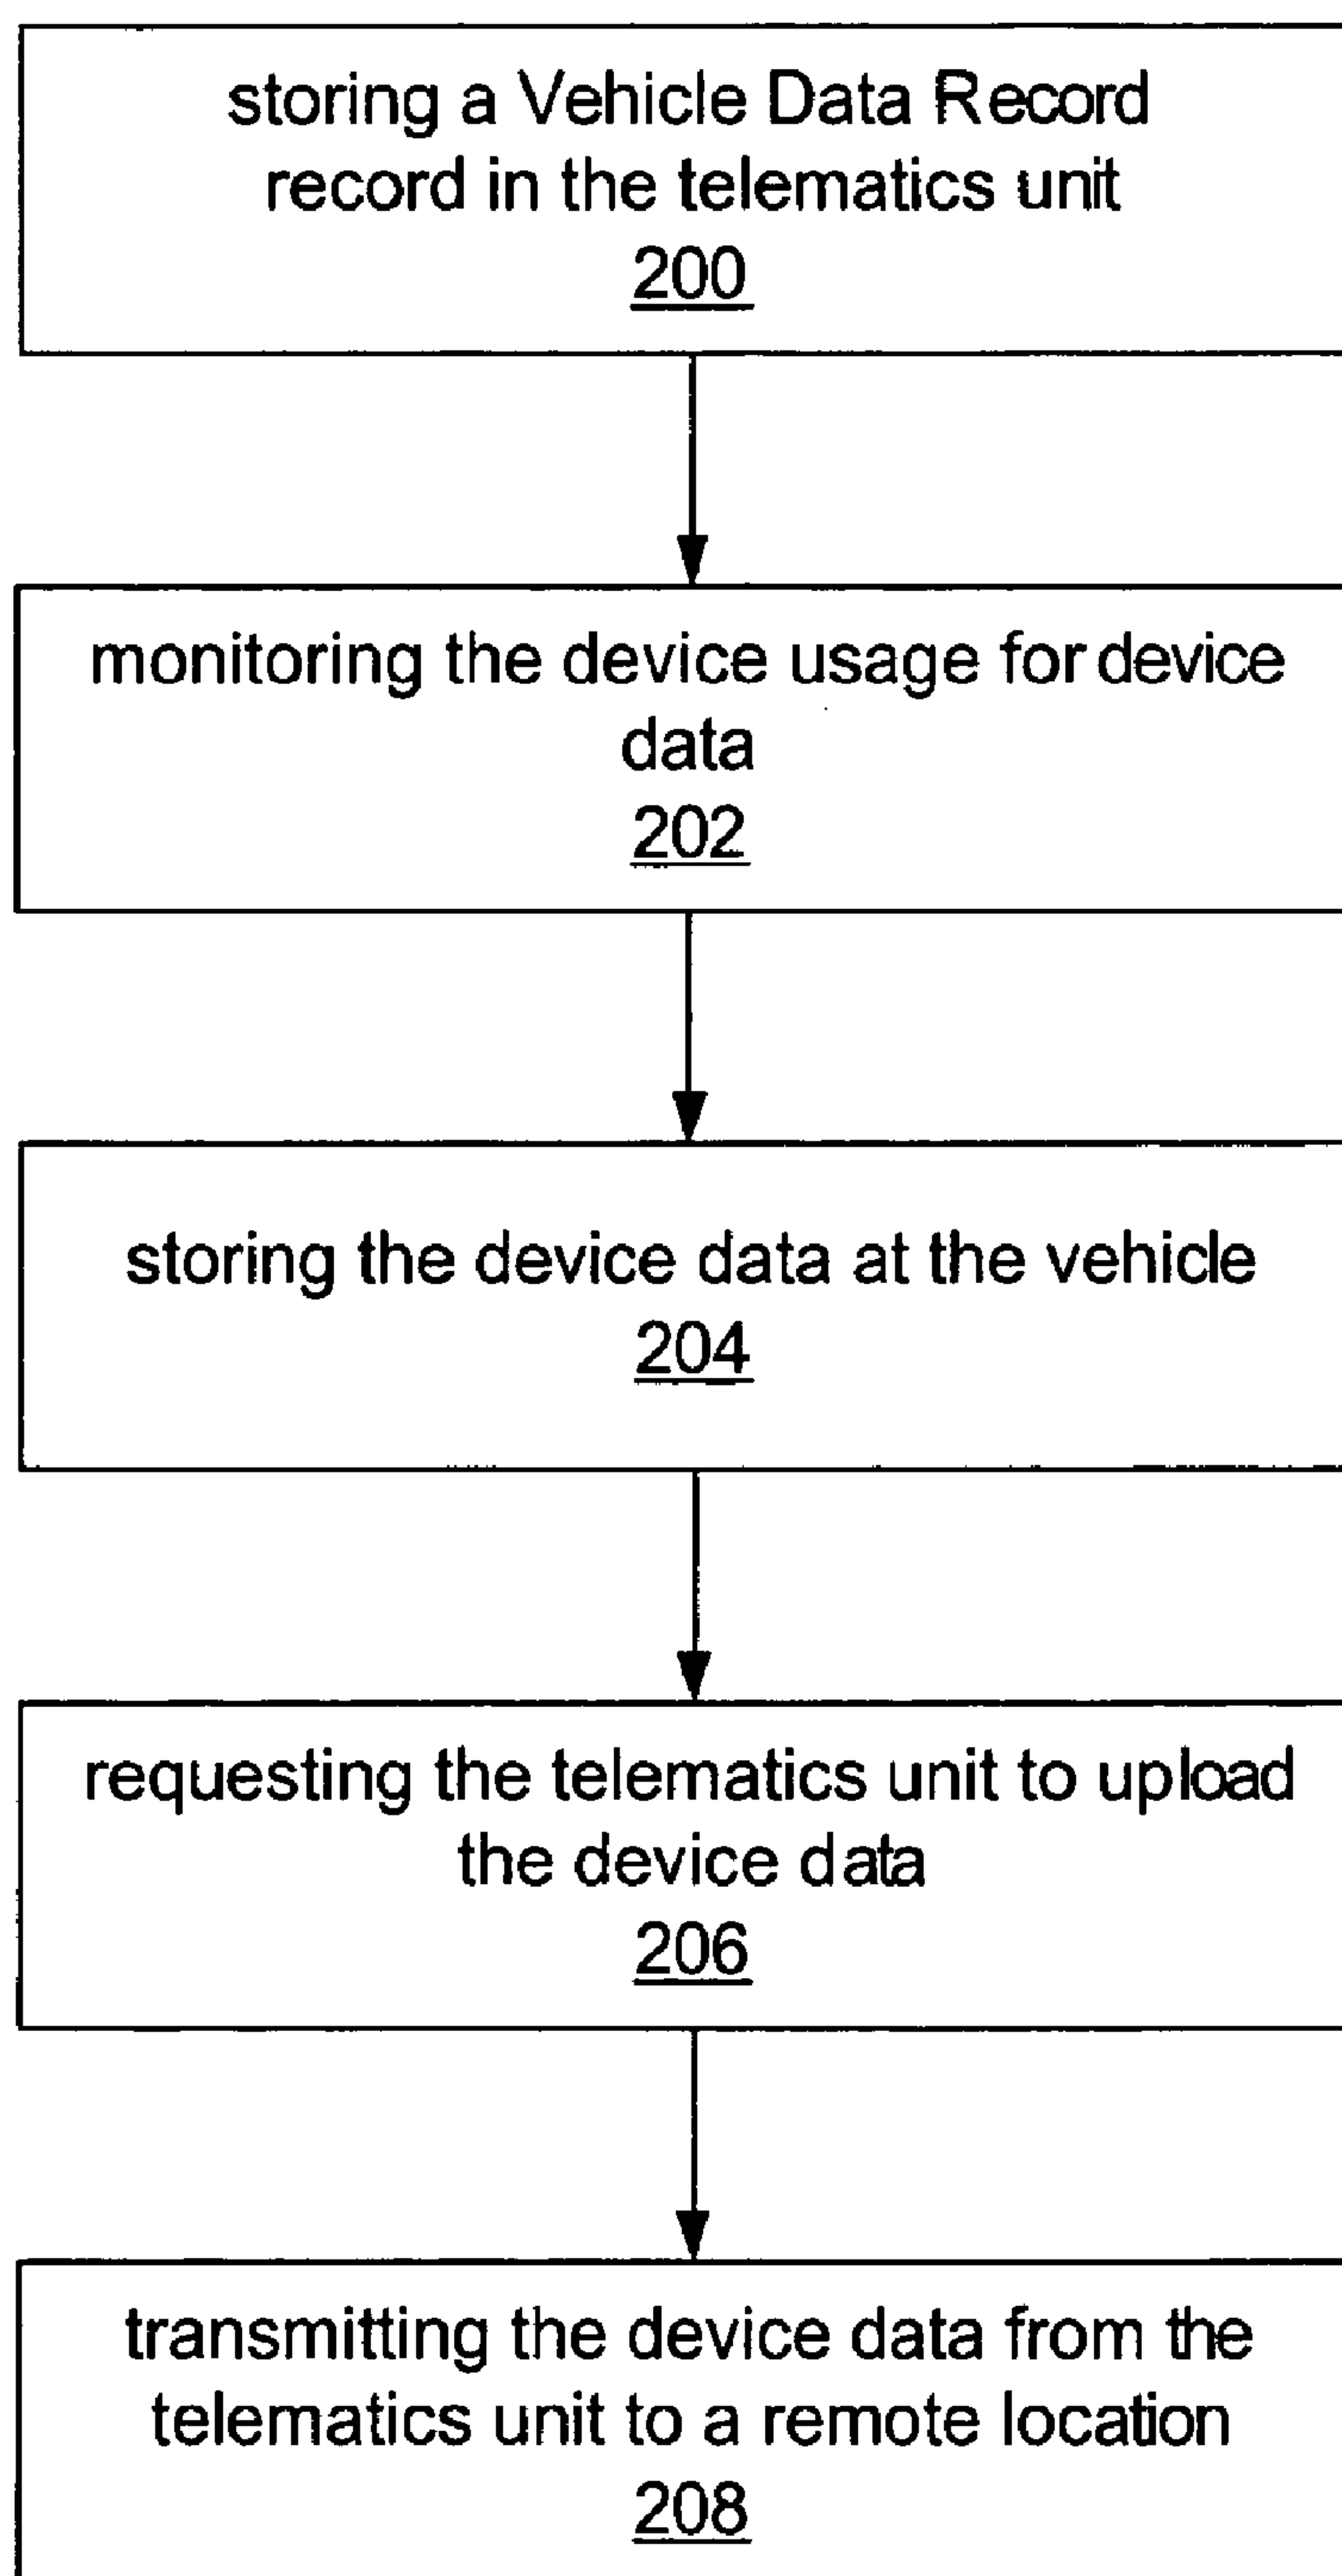 storing a Vehicle Data Record
record in the telematics unit
200
monitoring the device usage for device
data
202
storing the device data at the vehicle
204
requesting the telematics unit to upload
the device data
206
transmitting the device data from the
telematics unit to a remote location
208